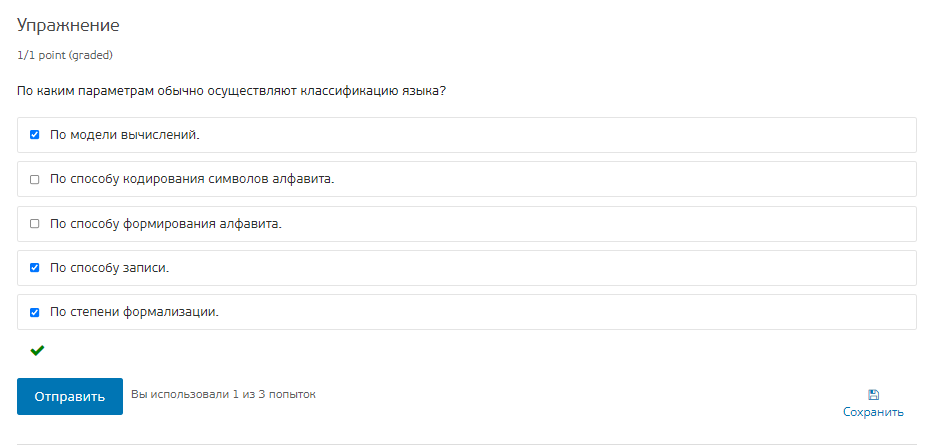 Упражнение
1/1 point (graded)
По каким параметрам обычно осуществляют классификацию языка?
По модели вычислений.
По способу кодирования символов алфавита.
По способу формирования алфавита.
По способу записи.
По степени формализации.
Отправить
Вы использовали 1 из 3 попыток
Сохранить